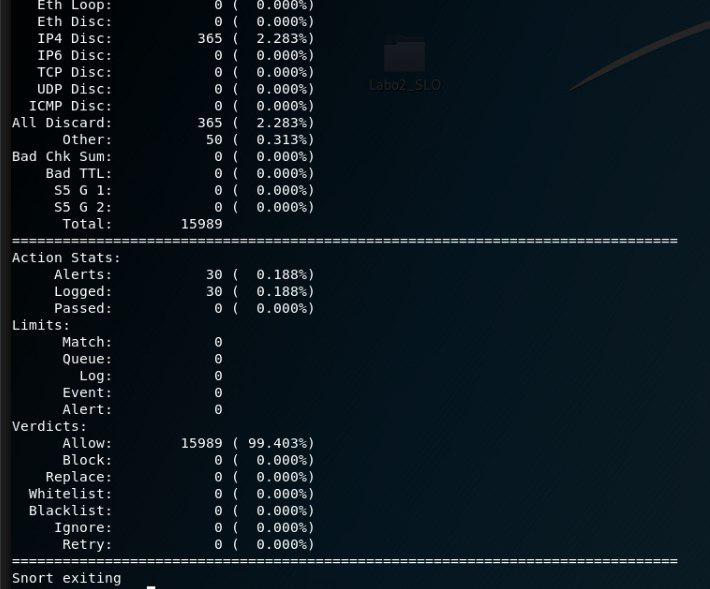 Eth Loop:            0 (  0.000%)
Eth Disc:            0 (  0.000%)
IP4 Disc:          365 (  2.283%)
IP6 Disc:            0 (  0.000%)
TCP Disc:            0 (  0.000%)
UDP Disc:            0 (  0.000%)
ICMP Disc:            0 (  0.000%)
All Discard:          365 (  2.283%)
Other:           50 (  0.313%)
Bad Chk Sum:            0 (  0.000%)
Bad TTL:            0 (  0.000%)
S5 G 1:            0 (  0.000%)
S5 G 2:            0 (  0.000%)
Total:        15989
===============================================================================
Action Stats:
Alerts:           30 (  0.188%)
Logged:           30 (  0.188%)
Passed:            0 (  0.000%)
Limits:
Match:            0
Queue:            0
Log:            0
Event:            0
Alert:            0
Verdicts:
Allow:        15989 ( 99.403%)
Block:            0 (  0.000%)
Replace:            0 (  0.000%)
Whitelist:            0 (  0.000%)
Blacklist:            0 (  0.000%)
Ignore:            0 (  0.000%)
Retry:            0 (  0.000%)
===============================================================================
Snort exiting
Labo2_SLO